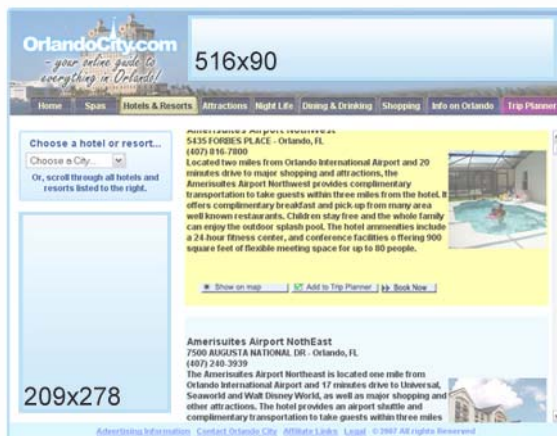 OrlandoCity.com
- your online guide to
everything in Orlando!
516x90
Home Spas Hotels & Resorts Attractions Night Life Dining & Drinking Shopping Info on Orlando Trip Planner
Choose a hotel or resort...
Choose a City...
Or, scroll through all hotels and
resorts listed to the right.
209x278
Amerisuites Airport NothWest
5435 FORBES PLACE - Orlando, FL
(407) 816-7800
Located two miles from Orlando International Airport and 20
minutes drive to major shopping and attractions, the
Amerisuites Airport Northwest provides complimentary
transportation to take guests within three miles from the hotel. It
offers complimentary breakfast and pick-up from many area
well known restaurants. Children stay free and the whole family
can enjoy the outdoor splash pool. The hotel ammenities include
a 24-hour fitness center, and conference facilities o ffering 900
square feet of flexible meeting space for up to 80 people.
Show on map Add to Trip Planner Book Now
Amerisuites Airport NothEast
7500 AUGUSTA NATIONAL DR - Orlando, FL
(407) 240-3939
The Amerisuites Airport Northeast is located one mile from
Orlando International Airport and 17 minutes drive to Universal,
Seaworld and Walt Disney World, as well as major shopping and
other attractions. The hotel provides an airport shuttle and
complimentary transportation to take guests within three miles
Advertising Information Contact Orlando City Affiliate Links Legal © 2007 All rights Reserved